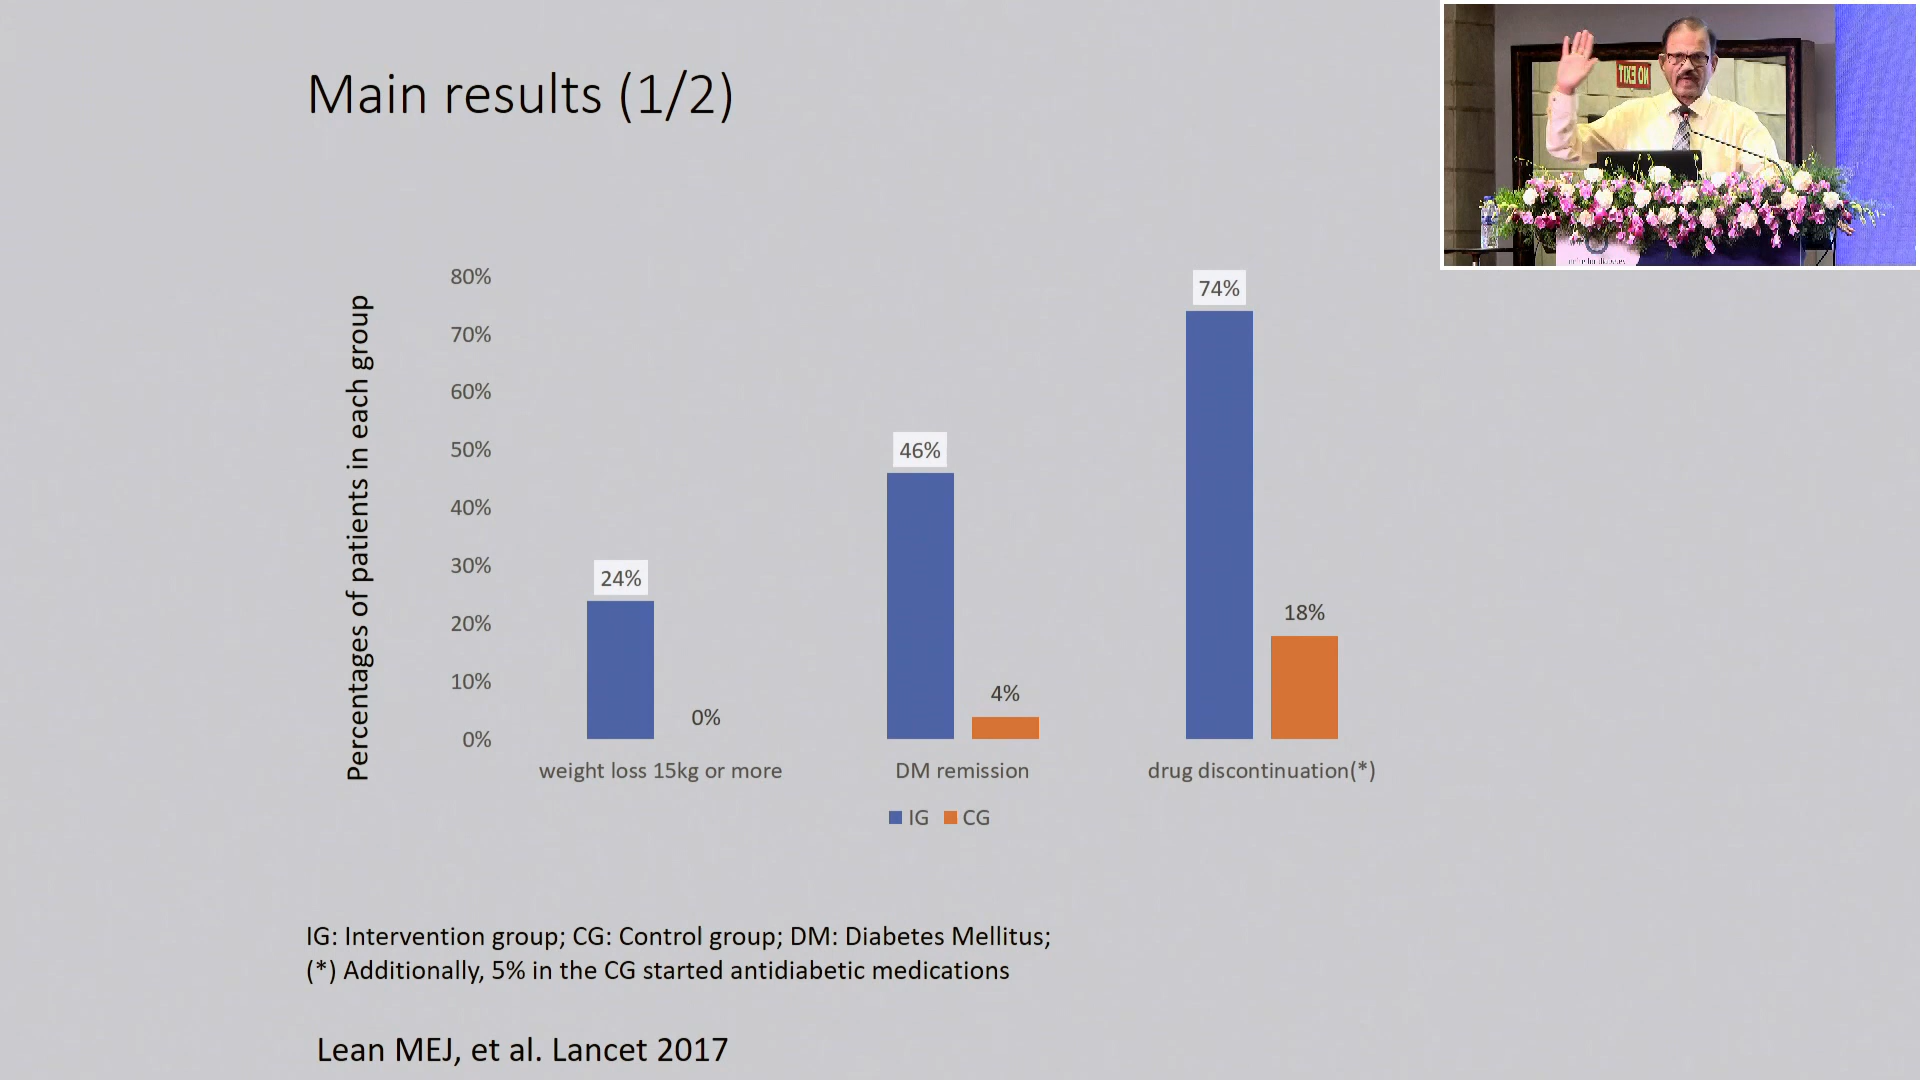 Main results (1/2)
NO EXIT
Percentages of patients in each group
80%
70%
60%
50%
40%
30%
20%
10%
0%
24%
0%
46%
4%
74%
18%
weight loss 15kg or more
DM remission
drug discontinuation(*)
IG
CG
IG: Intervention group; CG: Control group; DM: Diabetes Mellitus;
(*) Additionally, 5% in the CG started antidiabetic medications
Lean MEJ, et al. Lancet 2017